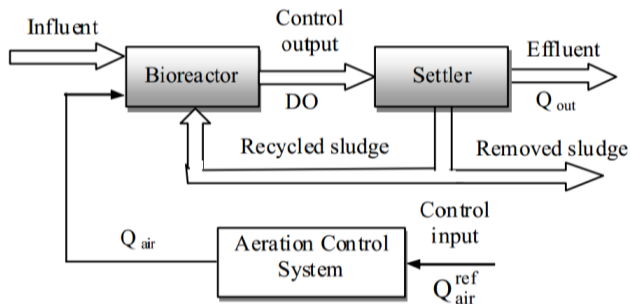 Influent
Control
output
Effluent
Bioreactor
Settler
DO
Q out
Recycled sludge
Removed sludge
Q air
Aeration Control
System
Control
input
Q ref air